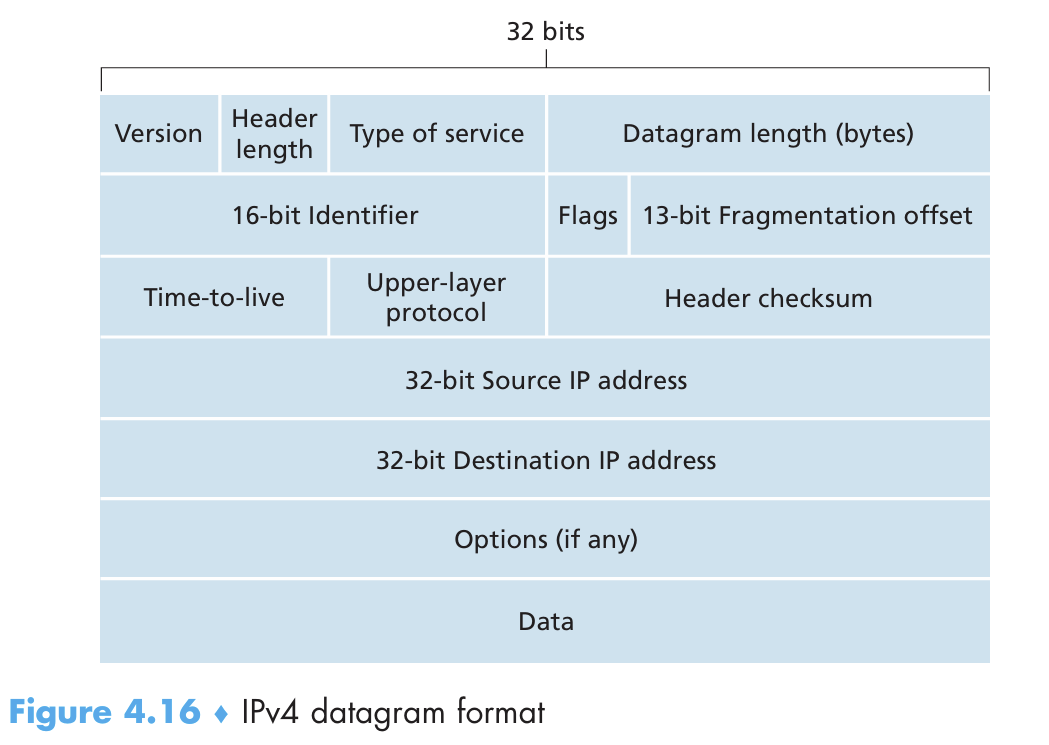 32 bits
Version
Header
length
Type of service
Datagram length (bytes)
16-bit Identifier
Flags
13-bit Fragmentation offset
Time-to-live
Upper-layer
protocol
Header checksum
32-bit Source IP address
32-bit Destination IP address
Options (if any)
Data
Figure 4.16 ♦ IPv4 datagram format